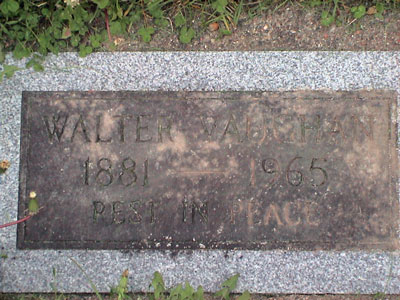 WALTER VAUGHAN
1881 — 1965
REST IN PEACE